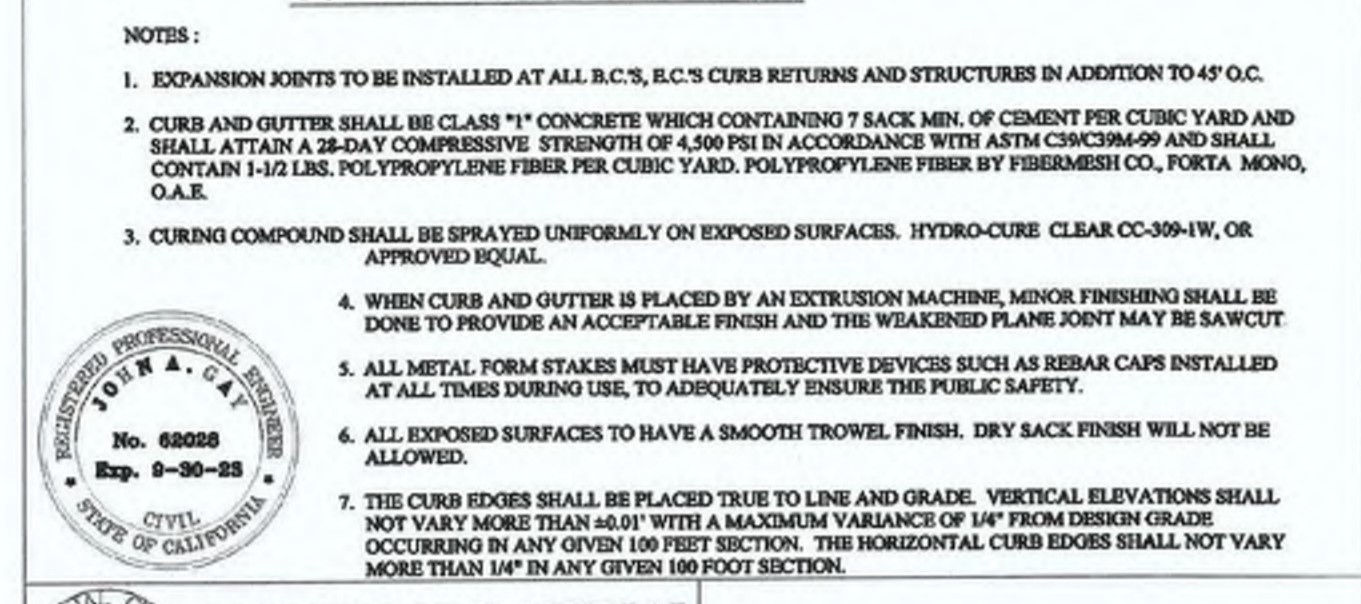 NOTES :
1. EXPANSION JOINTS TO BE INSTALLED AT ALL B.C.'S, E.C.'S CURB RETURNS AND STRUCTURES IN ADDITION TO 45' O.C.
2. CURB AND GUTTER SHALL BE CLASS "1" CONCRETE WHICH CONTAINING 7 SACK MIN. OF CEMENT PER CUBIC YARD AND
SHALL ATTAIN A 28-DAY COMPRESSIVE STRENGTH OF 4,500 PSI IN ACCORDANCE WITH ASTM C39/C39M-99 AND SHALL
CONTAIN 1-1/2 LBS. POLYPROPYLENE FIBER PER CUBIC YARD. POLYPROPYLENE FIBER BY FIBERMESH CO., FORTA MONO,
O.A.E.
3. CURING COMPOUND SHALL BE SPRAYED UNIFORMLY ON EXPOSED SURFACES. HYDRO-CURE CLEAR CC-309-1W, OR
APPROVED EQUAL.
4. WHEN CURB AND GUTTER IS PLACED BY AN EXTRUSION MACHINE, MINOR FINISHING SHALL BE
DONE TO PROVIDE AN ACCEPTABLE FINISH AND THE WEAKENED PLANE JOINT MAY BE SAWCUT
5. ALL METAL FORM STAKES MUST HAVE PROTECTIVE DEVICES SUCH AS REBAR CAPS INSTALLED
AT ALL TIMES DURING USE, TO ADEQUATELY ENSURE THE PUBLIC SAFETY.
6. ALL EXPOSED SURFACES TO HAVE A SMOOTH TROWEL FINISH. DRY SACK FINISH WILL NOT BE
ALLOWED.
7. THE CURB EDGES SHALL BE PLACED TRUE TO LINE AND GRADE. VERTICAL ELEVATIONS SHALL
NOT VARY MORE THAN ±0.01' WITH A MAXIMUM VARIANCE OF 1/4" FROM DESIGN GRADE
OCCURRING IN ANY GIVEN 100 FEET SECTION. THE HORIZONTAL CURB EDGES SHALL NOT VARY
MORE THAN 1/4" IN ANY GIVEN 100 FOOT SECTION.
REGISTERED PROFESSIONAL ENGINEER
JOHN A. GAY
No. 62028
Exp. 9-30-23
CIVIL
STATE OF CALIFORNIA